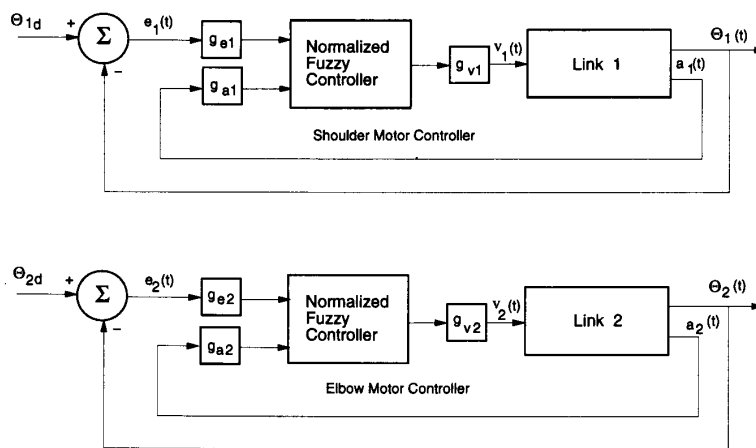 Θ1d
+
Σ
−
e1(t)
ge1
ga1
Normalized
Fuzzy
Controller
gv1
v1(t)
Link 1
Θ1(t)
a1(t)
Shoulder Motor Controller
Θ2d
+
Σ
−
e2(t)
ge2
ga2
Normalized
Fuzzy
Controller
gv2
v2(t)
Link 2
Θ2(t)
a2(t)
Elbow Motor Controller